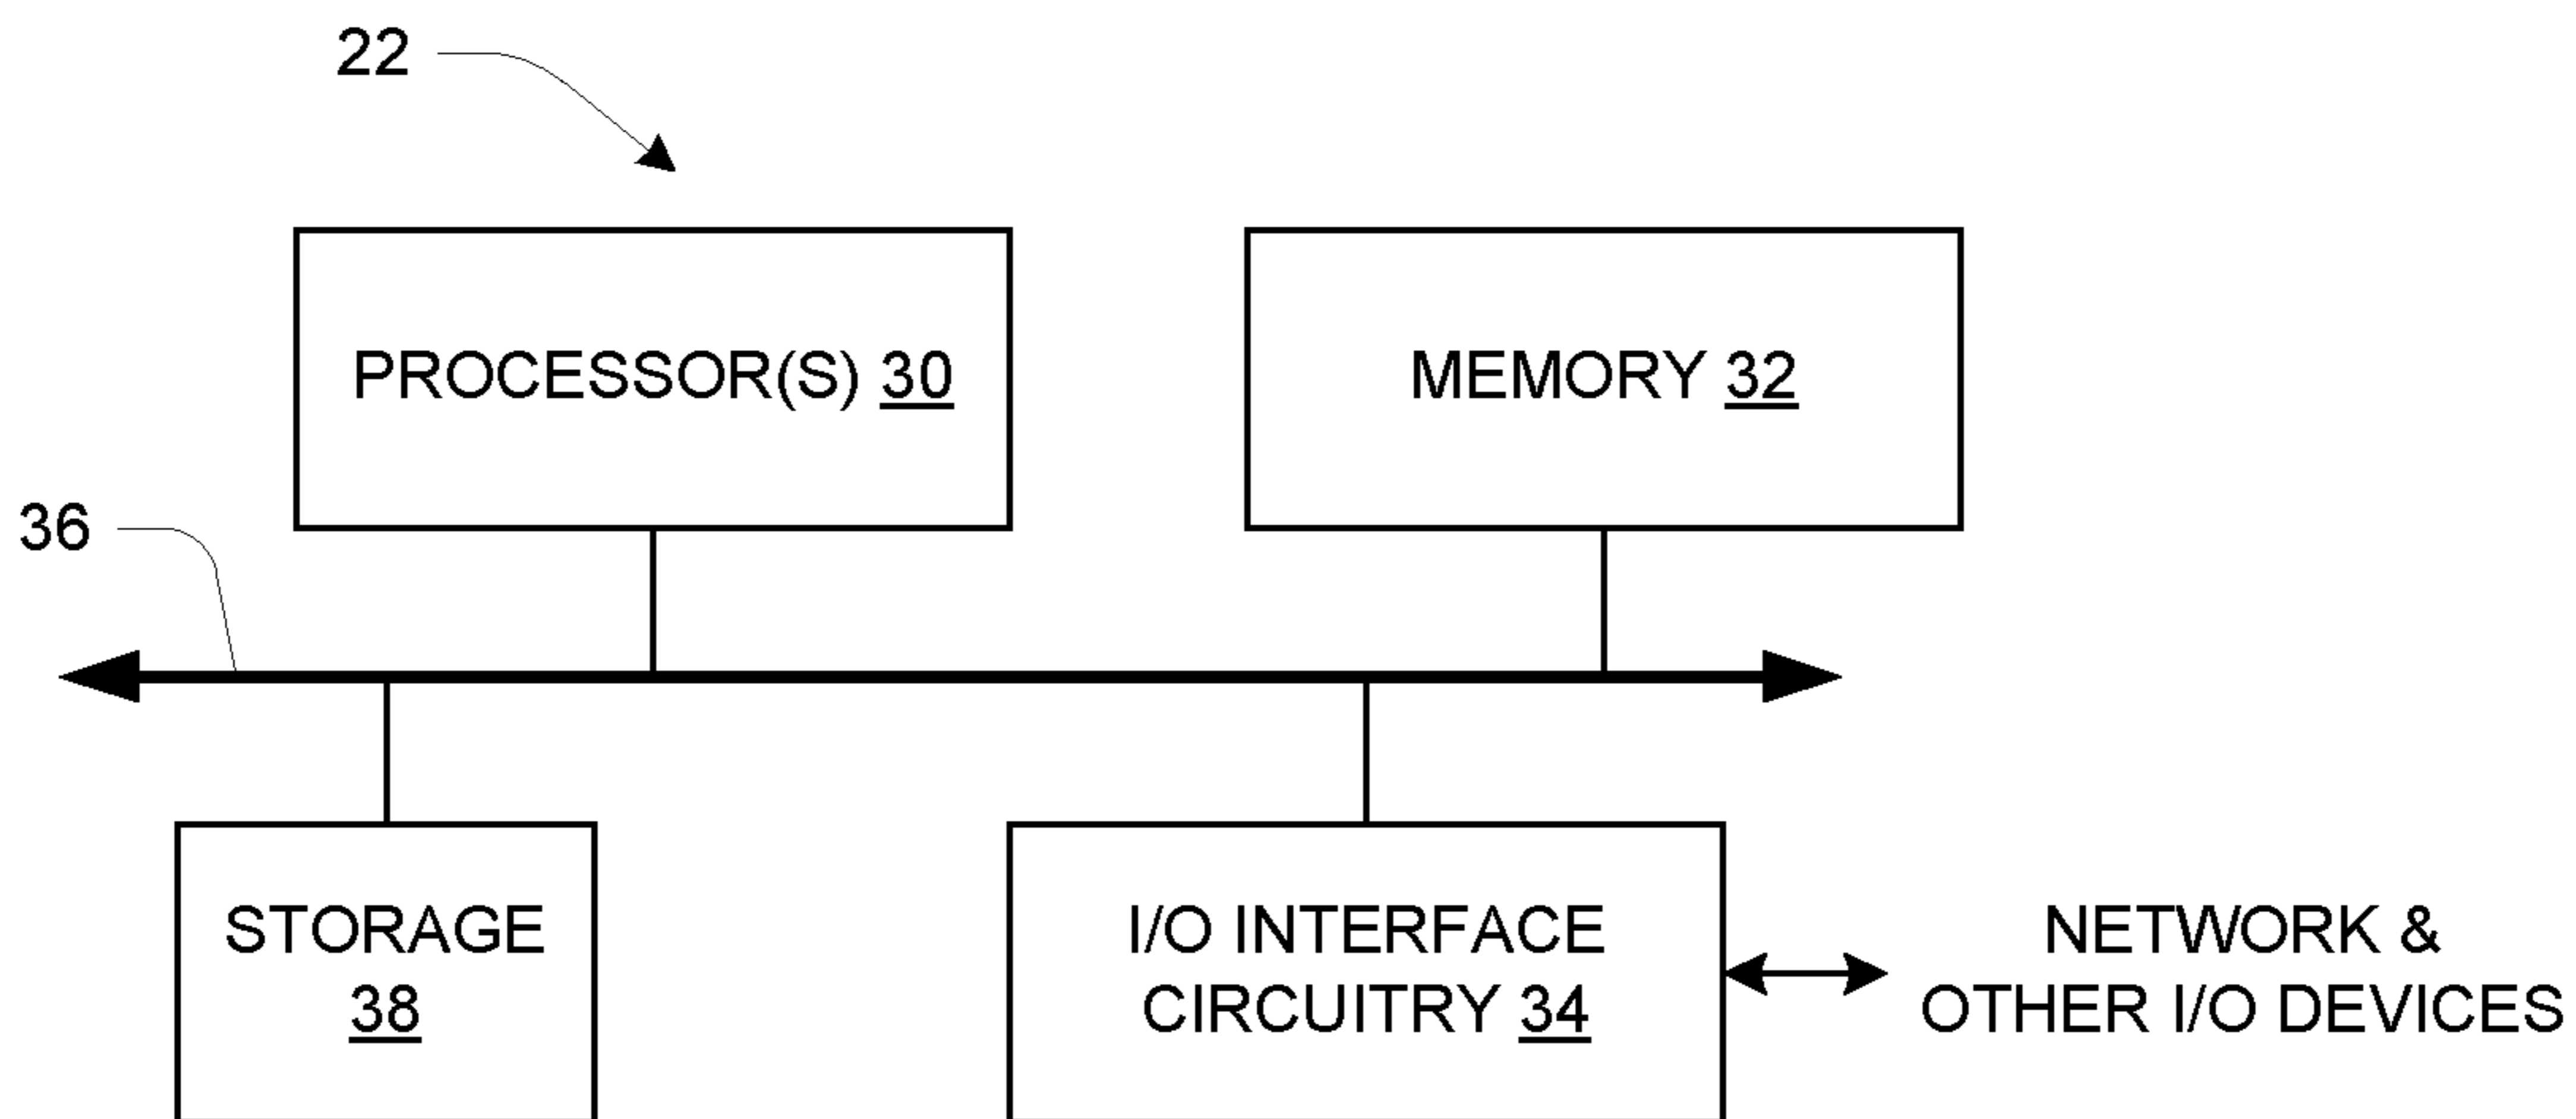 22
PROCESSOR(S) 30
MEMORY 32
36
STORAGE
38
I/O INTERFACE
CIRCUITRY 34
NETWORK &
OTHER I/O DEVICES